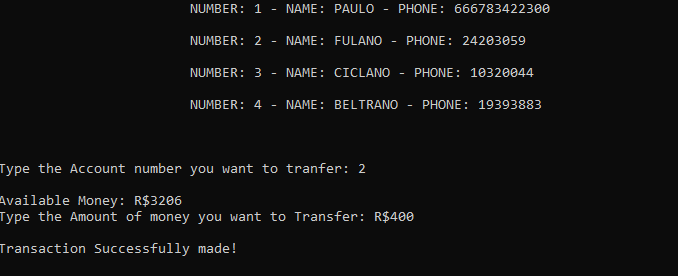 NUMBER: 1 - NAME: PAULO - PHONE: 666783422300
NUMBER: 2 - NAME: FULANO - PHONE: 24203059
NUMBER: 3 - NAME: CICLANO - PHONE: 10320044
NUMBER: 4 - NAME: BELTRANO - PHONE: 19393883
Type the Account number you want to tranfer: 2
Available Money: R$3206
Type the Amount of money you want to Transfer: R$400
Transaction Successfully made!